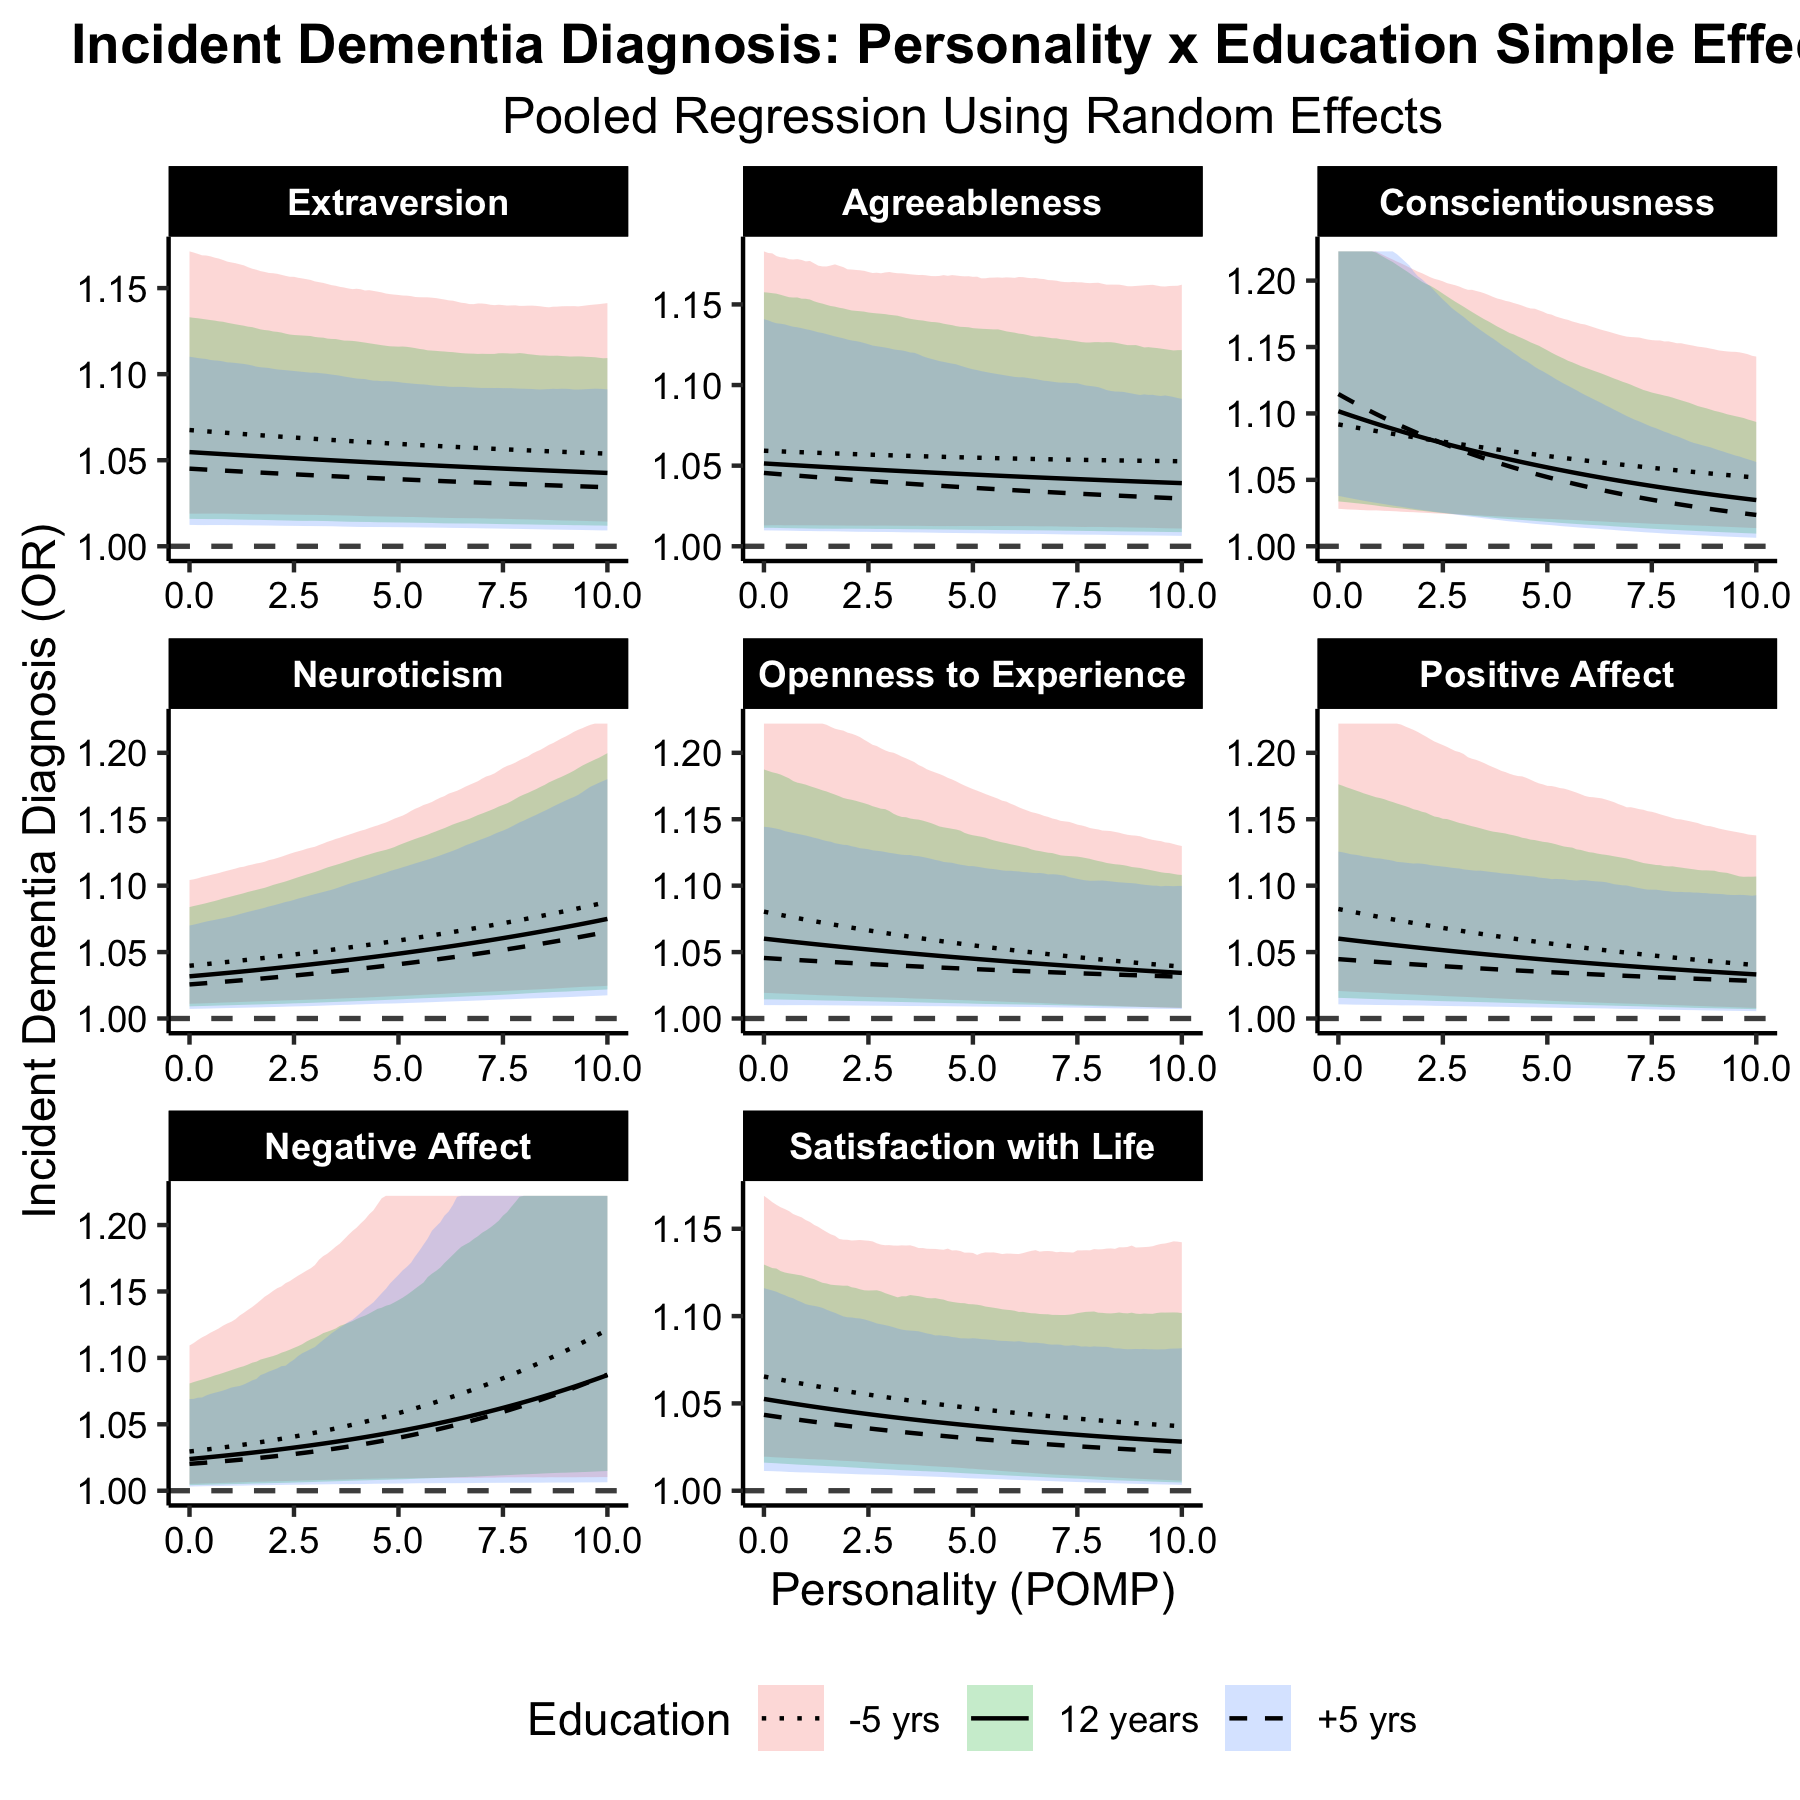 Incident Dementia Diagnosis: Personality x Education Simple Effe
Pooled Regression Using Random Effects
Extraversion
Agreeableness
Conscientiousness
1.15
1.10
1.05
1.00
0.0 2.5 5.0 7.5 10.0
1.15
1.10
1.05
1.00
0.0 2.5 5.0 7.5 10.0
1.20
1.15
1.10
1.05
1.00
0.0 2.5 5.0 7.5 10.0
Incident Dementia Diagnosis (OR)
Neuroticism
Openness to Experience
Positive Affect
1.20
1.15
1.10
1.05
1.00
0.0 2.5 5.0 7.5 10.0
1.20
1.15
1.10
1.05
1.00
0.0 2.5 5.0 7.5 10.0
1.20
1.15
1.10
1.05
1.00
0.0 2.5 5.0 7.5 10.0
Negative Affect
Satisfaction with Life
1.20
1.15
1.10
1.05
1.00
0.0 2.5 5.0 7.5 10.0
1.15
1.10
1.05
1.00
0.0 2.5 5.0 7.5 10.0
Personality (POMP)
Education -5 yrs 12 years +5 yrs